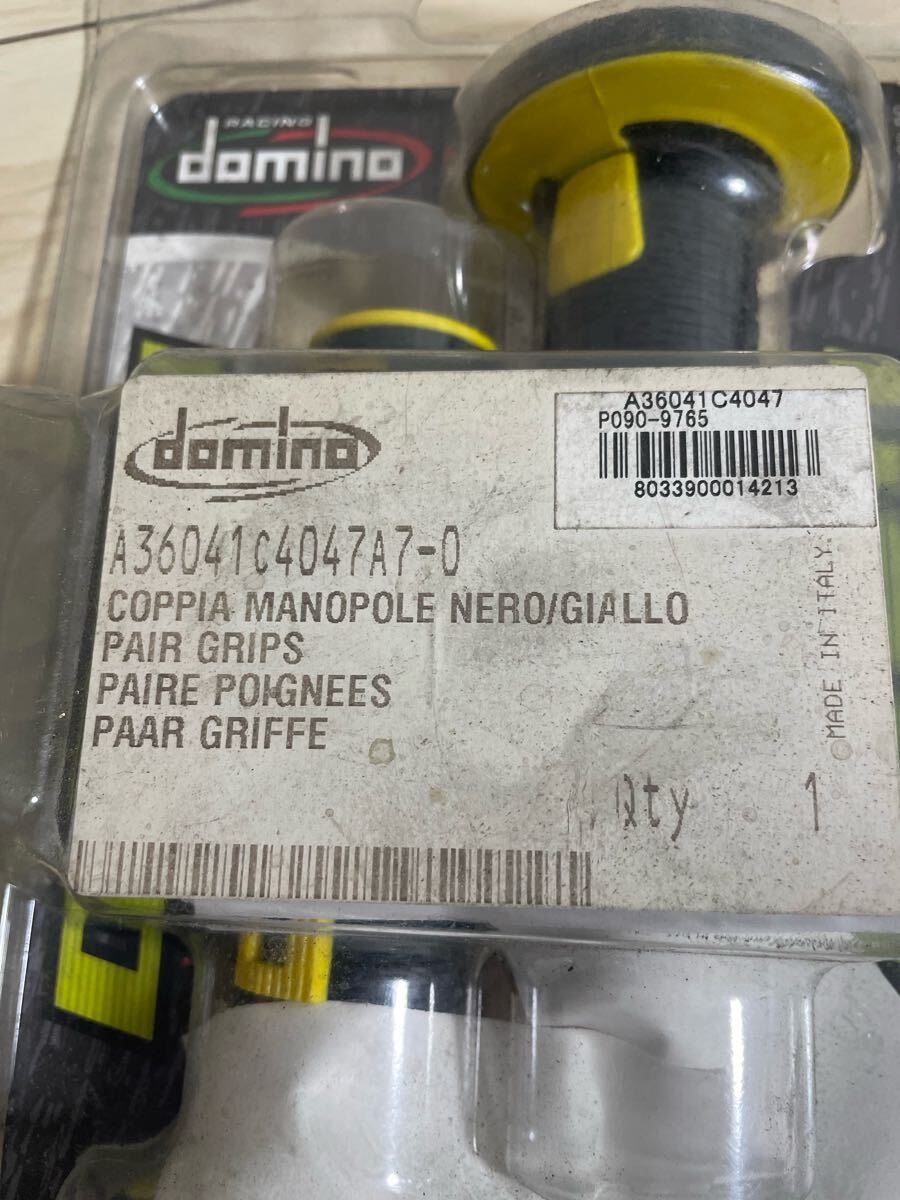 RACING
domino
domino
A36041C4047
P090-9765
8033900014213
A36041C4047A7-0
COPPIA MANOPOLE NERO/GIALLO
PAIR GRIPS
PAIRE POIGNEES
PAAR GRIFFE
MADE IN ITALY
Qty 1